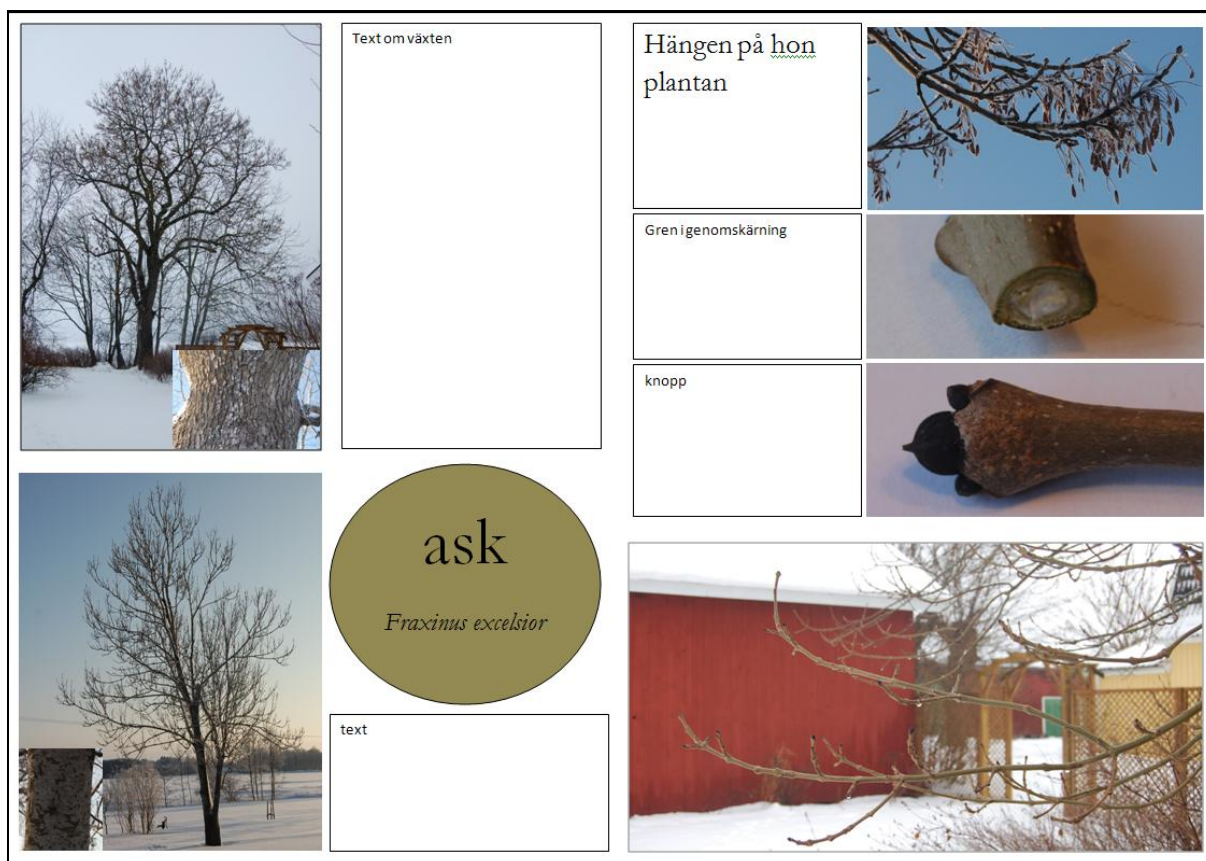 Text om växten
Hängen på hon
plantan
Gren i genomskärning
knopp
ask
Fraxinus excelsior
text